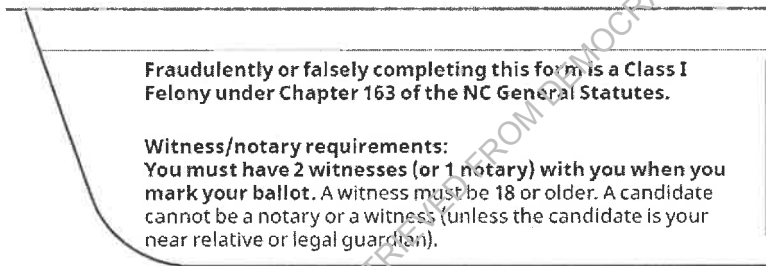 Fraudulently or falsely completing this form is a Class I
Felony under Chapter 163 of the NC General Statutes.
Witness/notary requirements:
You must have 2 witnesses (or 1 notary) with you when you
mark your ballot. A witness must be 18 or older. A candidate
cannot be a notary or a witness (unless the candidate is your
near relative or legal guardian).
FROM